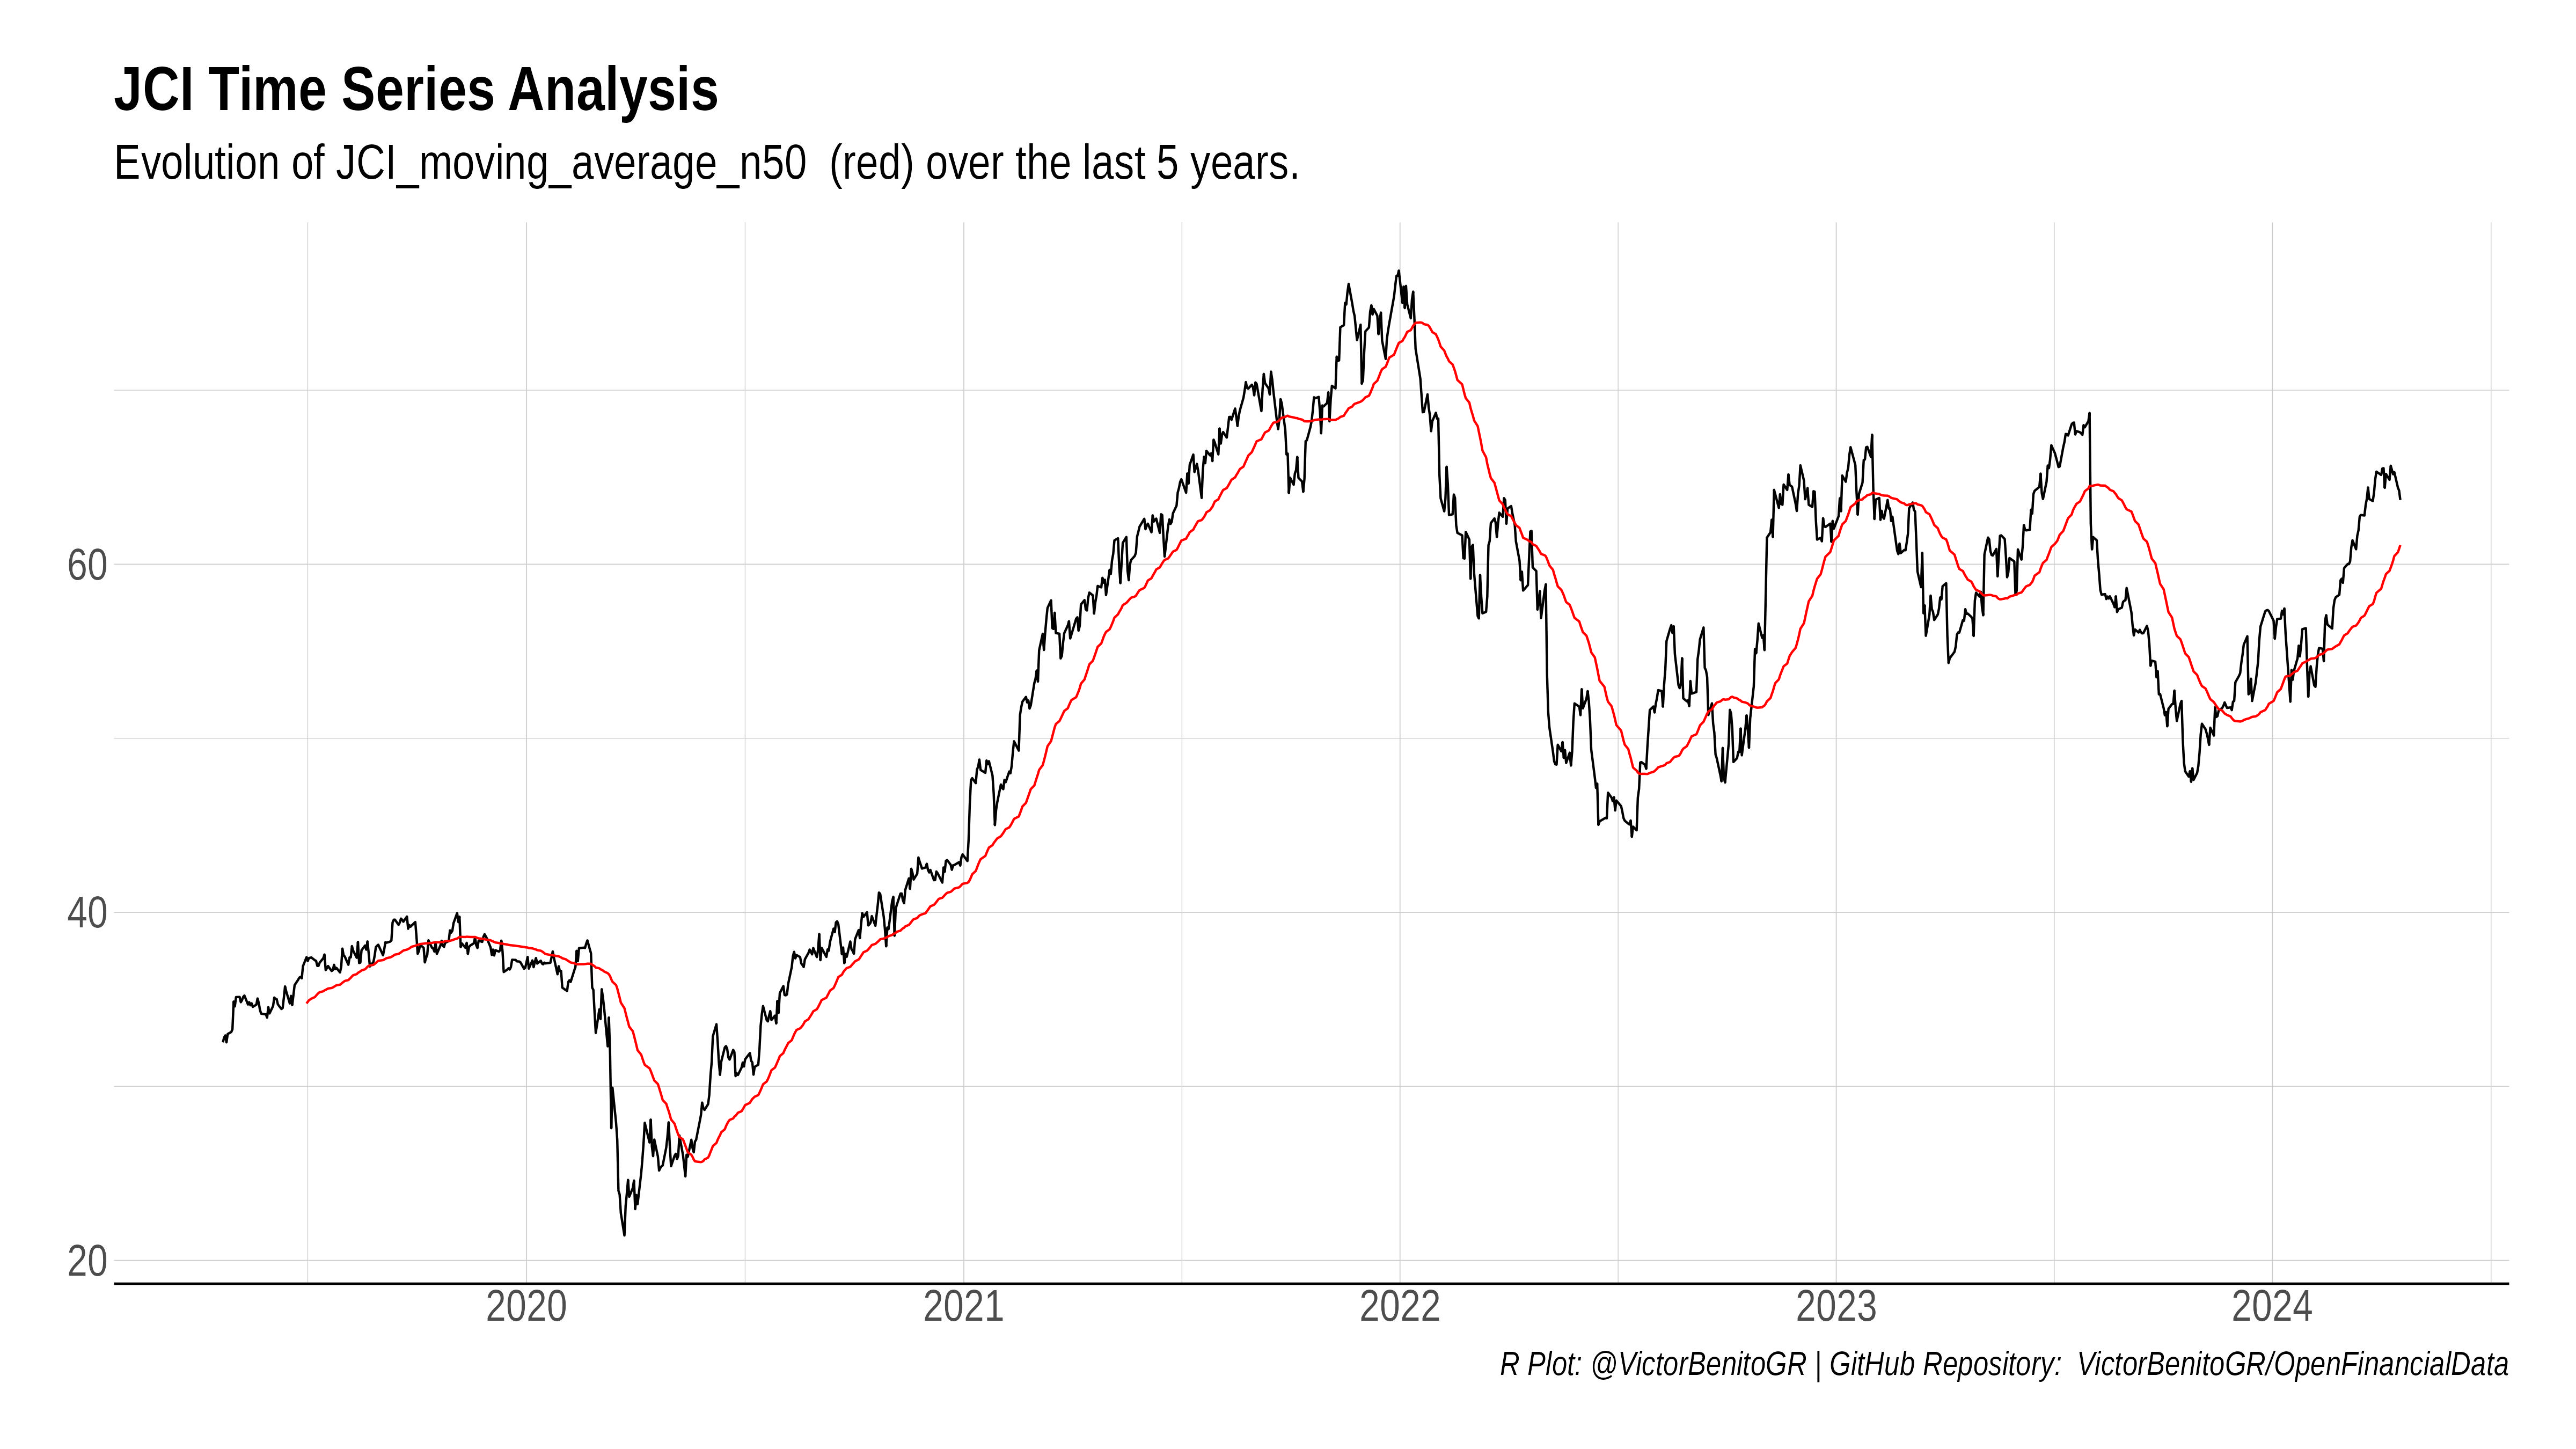 JCI Time Series Analysis
Evolution of JCI_moving_average_n50  (red) over the last 5 years.
60
40
20
2020 2021 2022 2023 2024
R Plot: @VictorBenitoGR | GitHub Repository:  VictorBenitoGR/OpenFinancialData